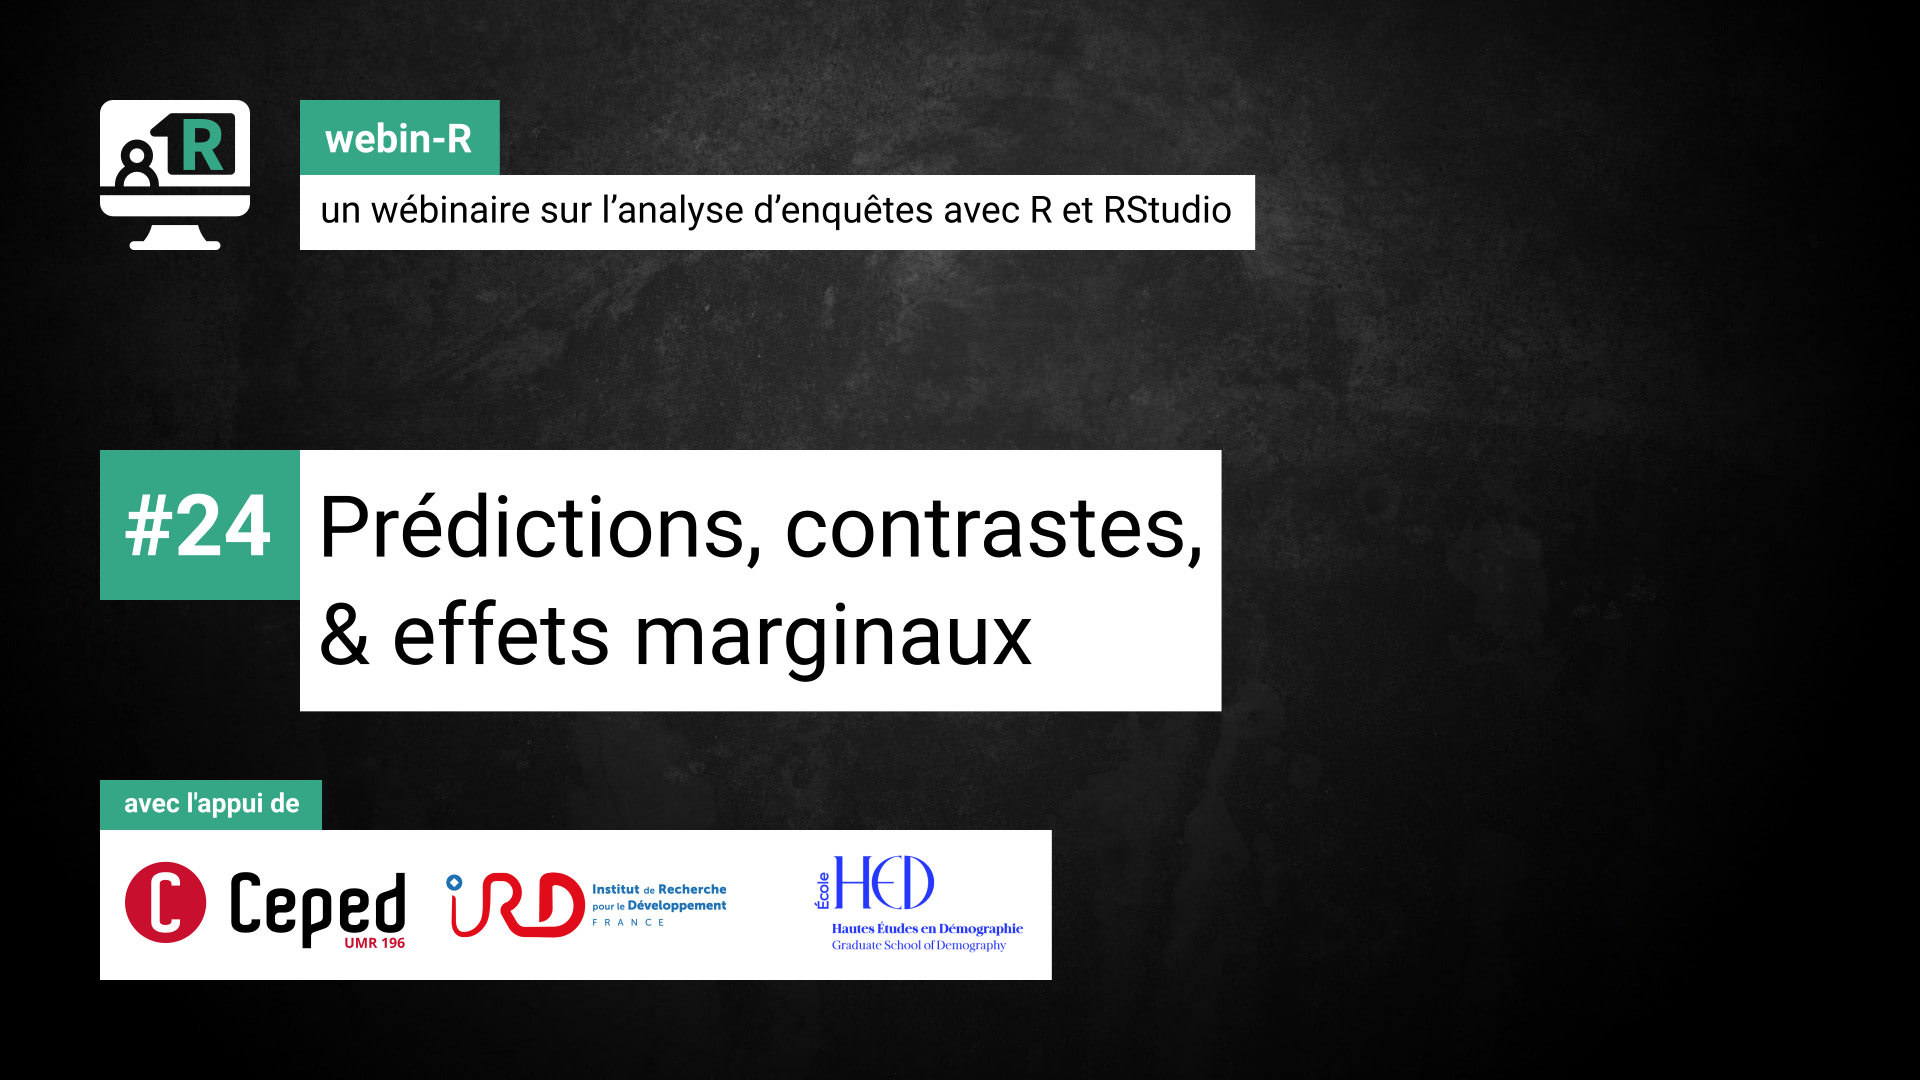 R
webin-R
un wébinaire sur l’analyse d’enquêtes avec R et RStudio
#24
Prédictions, contrastes,
& effets marginaux
avec l'appui de
C Ceped
UMR 196
IRD
Institut de Recherche
pour le Développement
FRANCE
École HED
Hautes Études en Démographie
Graduate School of Demography